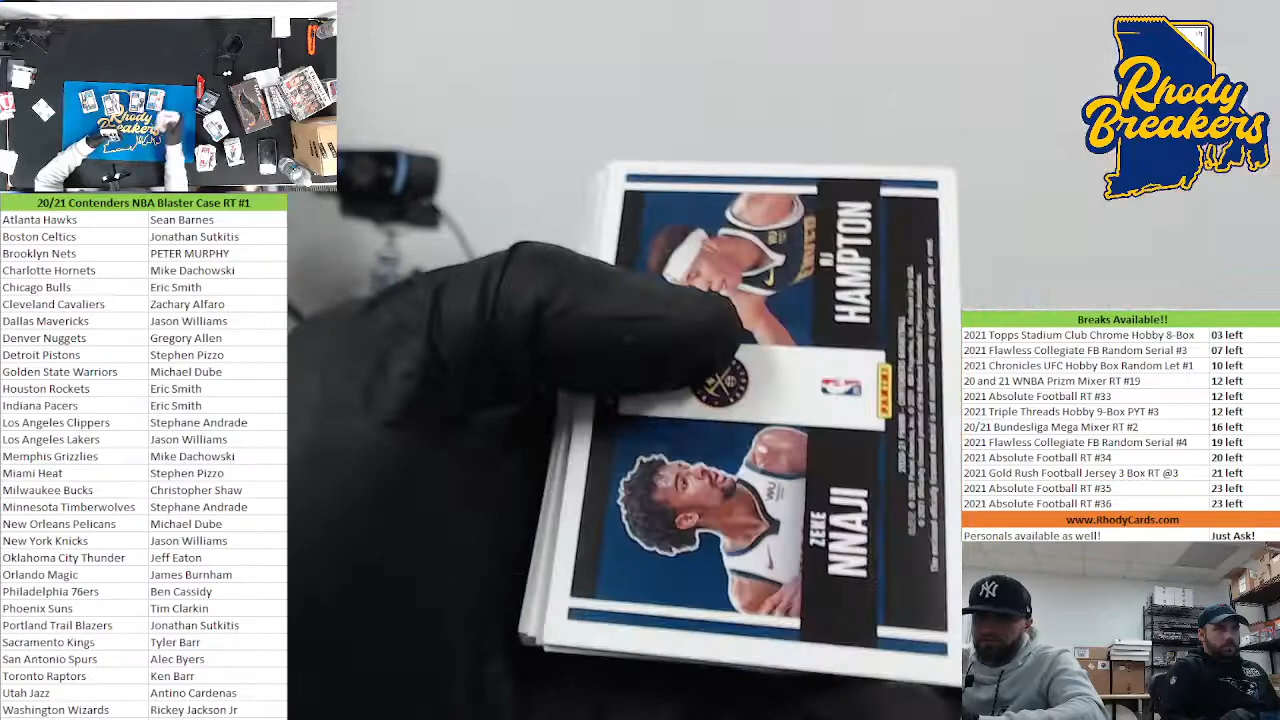 20/21 Contenders NBA Blaster Case RT #1
Atlanta Hawks Sean Barnes
Boston Celtics Jonathan Sutkitis
Brooklyn Nets PETER MURPHY
Charlotte Hornets Mike Dachowski
Chicago Bulls Eric Smith
Cleveland Cavaliers Zachary Alfaro
Dallas Mavericks Jason Williams
Denver Nuggets Gregory Allen
Detroit Pistons Stephen Pizzo
Golden State Warriors Michael Dube
Houston Rockets Eric Smith
Indiana Pacers Eric Smith
Los Angeles Clippers Stephane Andrade
Los Angeles Lakers Jason Williams
Memphis Grizzlies Mike Dachowski
Miami Heat Stephen Pizzo
Milwaukee Bucks Christopher Shaw
Minnesota Timberwolves Stephane Andrade
New Orleans Pelicans Michael Dube
New York Knicks Jason Williams
Oklahoma City Thunder Jeff Eaton
Orlando Magic James Burnham
Philadelphia 76ers Ben Cassidy
Phoenix Suns Tim Clarkin
Portland Trail Blazers Jonathan Sutkitis
Sacramento Kings Tyler Barr
San Antonio Spurs Alec Byers
Toronto Raptors Ken Barr
Utah Jazz Antino Cardenas
Washington Wizards Rickey Jackson Jr
RJ
HAMPTON
ZEKE
NNAJI
PANINI
Rhody
Breakers
Breaks Available!!
2021 Topps Stadium Club Chrome Hobby 8-Box 03 left
2021 Flawless Collegiate FB Random Serial #3 07 left
2021 Chronicles UFC Hobby Box Random Let #1 10 left
20 and 21 WNBA Prizm Mixer RT #19 12 left
2021 Absolute Football RT #33 12 left
2021 Triple Threads Hobby 9-Box PYT #3 12 left
20/21 Bundesliga Mega Mixer RT #2 16 left
2021 Flawless Collegiate FB Random Serial #4 19 left
2021 Absolute Football RT #34 20 left
2021 Gold Rush Football Jersey 3 Box RT @3 21 left
2021 Absolute Football RT #35 23 left
2021 Absolute Football RT #36 23 left
www.RhodyCards.com
Personals available as well! Just Ask!